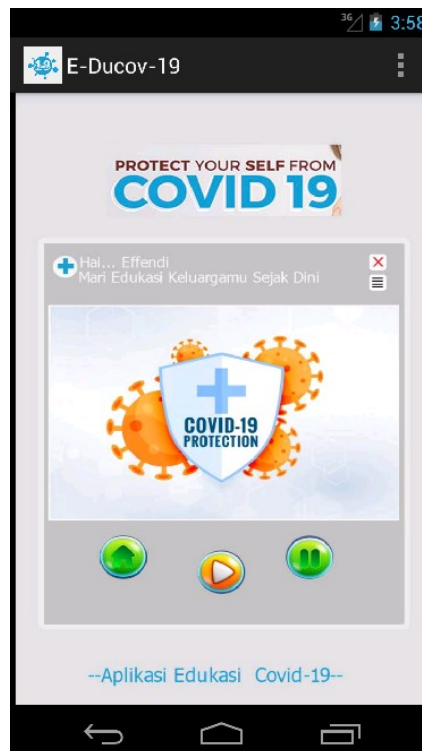 3G
3:58
E-Ducov-19
PROTECT YOUR SELF FROM
COVID 19
Hai... Effendi
Mari Edukasi Keluargamu Sejak Dini
COVID-19
PROTECTION
--Aplikasi Edukasi Covid-19--